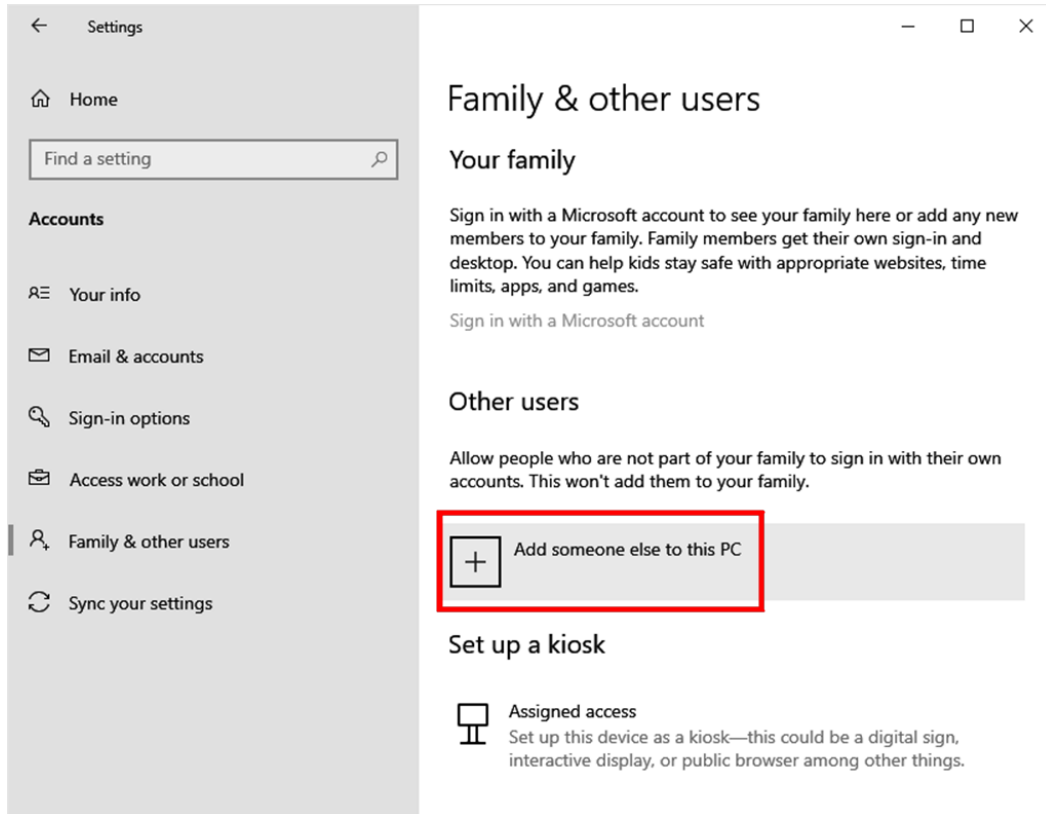 Settings
Home
Find a setting
Accounts
Your info
Email & accounts
Sign-in options
Access work or school
Family & other users
Sync your settings
Family & other users
Your family
Sign in with a Microsoft account to see your family here or add any new
members to your family. Family members get their own sign-in and
desktop. You can help kids stay safe with appropriate websites, time
limits, apps, and games.
Sign in with a Microsoft account
Other users
Allow people who are not part of your family to sign in with their own
accounts. This won't add them to your family.
Add someone else to this PC
Set up a kiosk
Assigned access
Set up this device as a kiosk—this could be a digital sign,
interactive display, or public browser among other things.